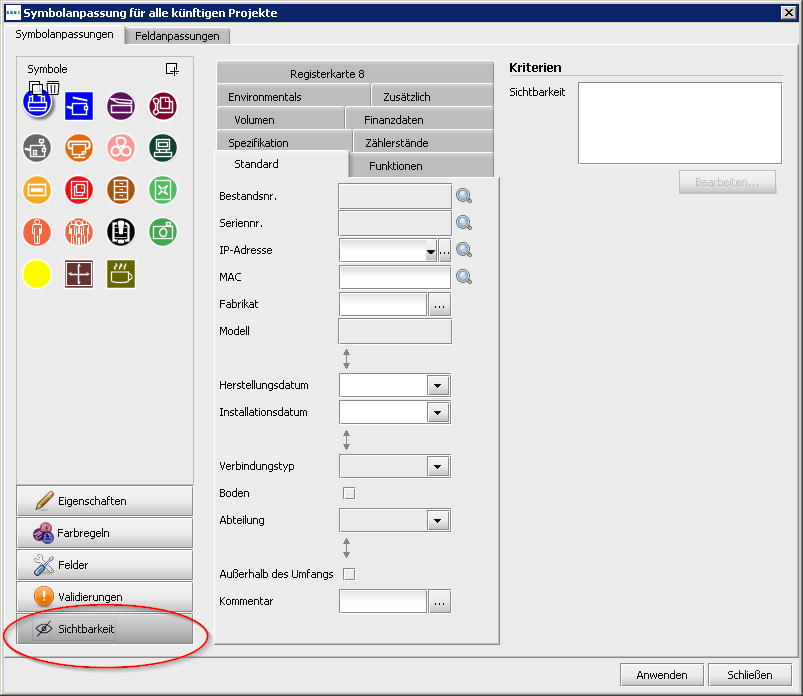 Symbolanpassung für alle künftigen Projekte
Symbolanpassungen
Feldanpassungen
Symbole
Eigenschaften
Farbregeln
Felder
Validierungen
Sichtbarkeit
Registerkarte 8
Environmentals
Zusätzlich
Volumen
Finanzdaten
Spezifikation
Zählerstände
Standard
Funktionen
Bestandsnr.
Seriennr.
IP-Adresse
...
MAC
Fabrikat
...
Modell
Herstellungsdatum
Installationsdatum
Verbindungstyp
Boden
Abteilung
Außerhalb des Umfangs
Kommentar
...
Kriterien
Sichtbarkeit
Bearbeiten...
Anwenden
Schließen